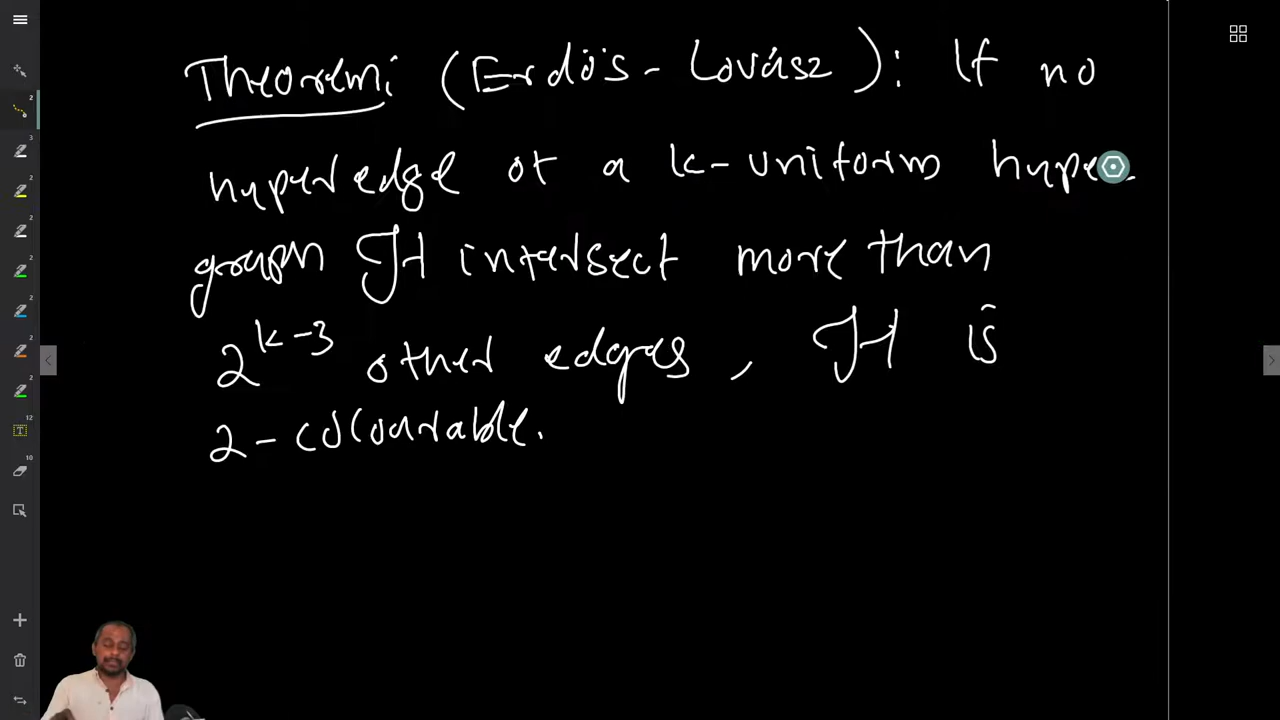 Theorem: (Erdös - Lovász): If no
hyperedge of a k-uniform hyper
graph H intersect more than
2^{k-3} other edges, H is
2-colourable.